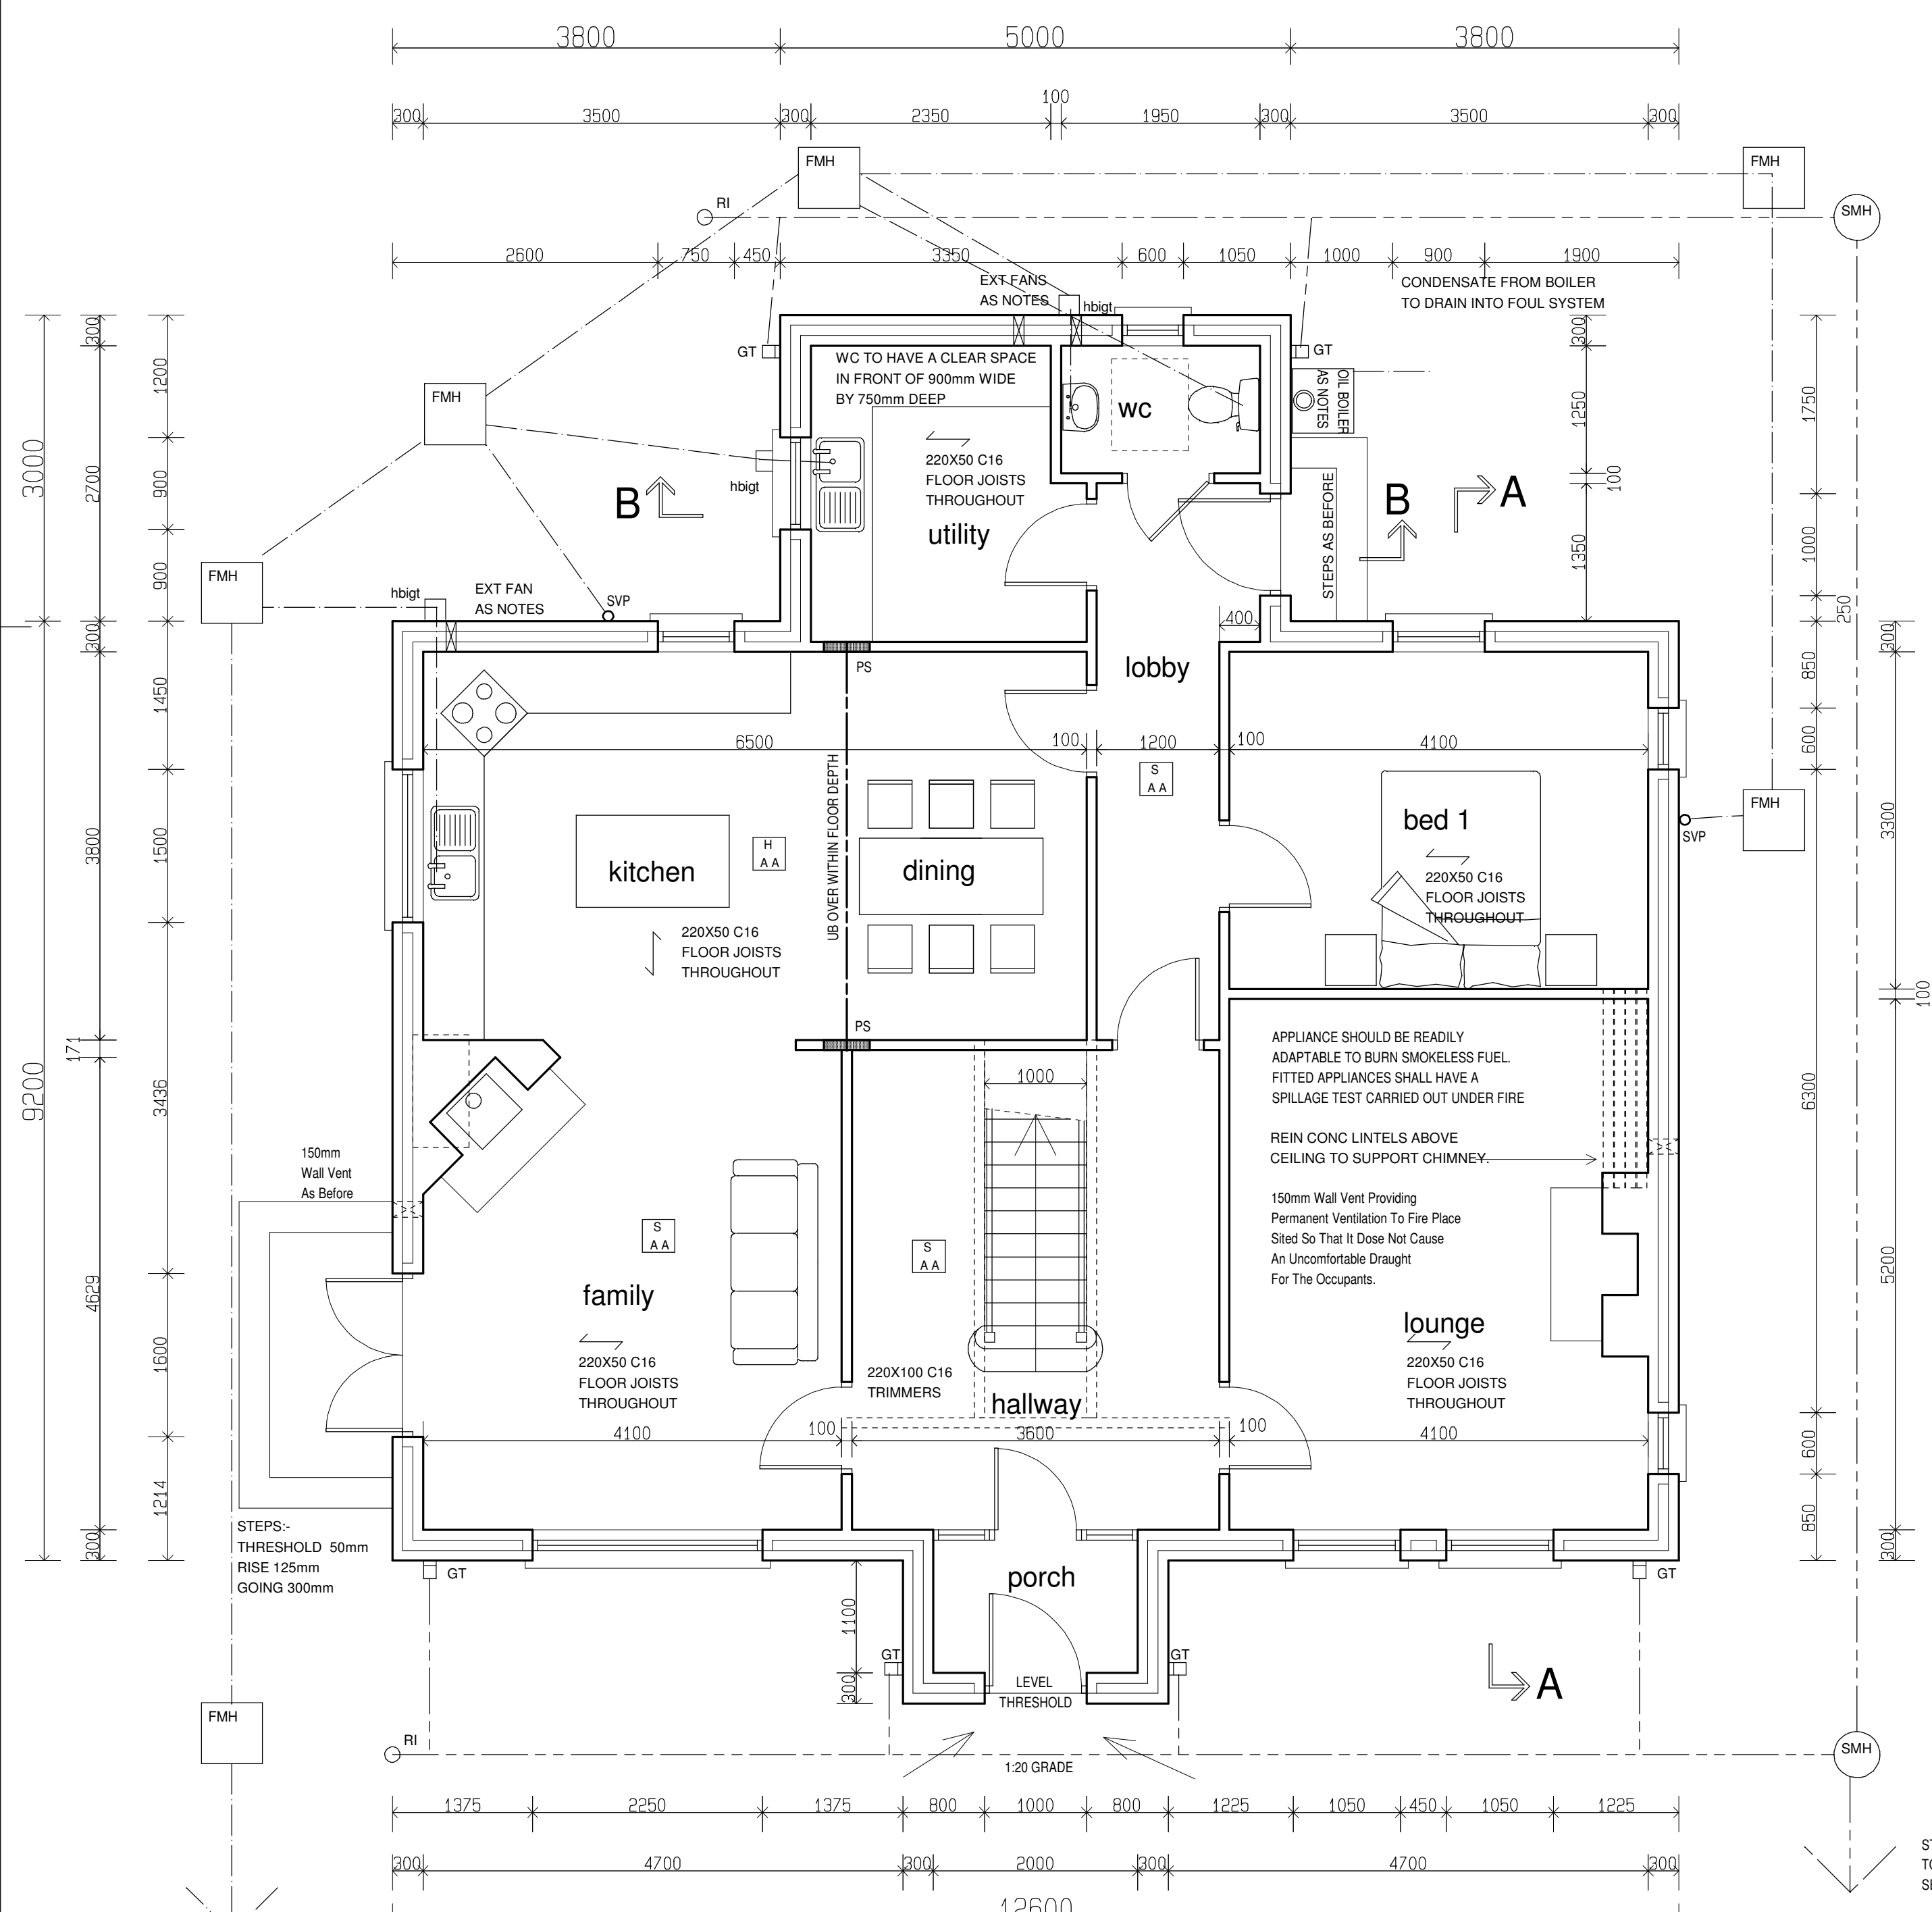 3800 5000 3800
100
300 3500 300 2350 1950 300 3500 300
FMH FMH
RI SMH
2600 750 450 3350 600 1050 1000 900 1900
EXT FANS
AS NOTES
hbigt
CONDENSATE FROM BOILER
TO DRAIN INTO FOUL SYSTEM
300 300
1200 1750
GT GT
WC TO HAVE A CLEAR SPACE
IN FRONT OF 900mm WIDE
BY 750mm DEEP
OIL BOILER
AS NOTES
FMH
wc
1250
3000 2700 900
220X50 C16
FLOOR JOISTS
THROUGHOUT
100
hbigt
B
B A
utility
STEPS AS BEFORE
1350 1000
FMH
900
hbigt
EXT FAN
AS NOTES
SVP
250
400
300 300
PS
lobby
850
1450
6500 100 1200 100 4100
600
S
A A
UB OVER WITHIN FLOOR DEPTH
bed 1
FMH
SVP
3800 1500 3300
kitchen
H
A A
dining
220X50 C16
FLOOR JOISTS
THROUGHOUT
220X50 C16
FLOOR JOISTS
THROUGHOUT
100
PS
171
9200 3436 6300
1000
APPLIANCE SHOULD BE READILY
ADAPTABLE TO BURN SMOKELESS FUEL.
FITTED APPLIANCES SHALL HAVE A
SPILLAGE TEST CARRIED OUT UNDER FIRE
REIN CONC LINTELS ABOVE
CEILING TO SUPPORT CHIMNEY.
150mm
Wall Vent
As Before
150mm Wall Vent Providing
Permanent Ventilation To Fire Place
Sited So That It Dose Not Cause
An Uncomfortable Draught
For The Occupants.
S
A A
S
A A
4629 5200
family
lounge
1600
220X50 C16
FLOOR JOISTS
THROUGHOUT
220X100 C16
TRIMMERS
220X50 C16
FLOOR JOISTS
THROUGHOUT
hallway
4100 100 3600 100 4100
600
1214 850
300 300
STEPS:-
THRESHOLD 50mm
RISE 125mm
GOING 300mm
GT GT
porch
1100
GT GT
300
LEVEL
THRESHOLD
A
FMH
RI SMH
1:20 GRADE
1375 2250 1375 800 1000 800 1225 1050 450 1050 1225
300 4700 300 2000 300 4700 300
12600